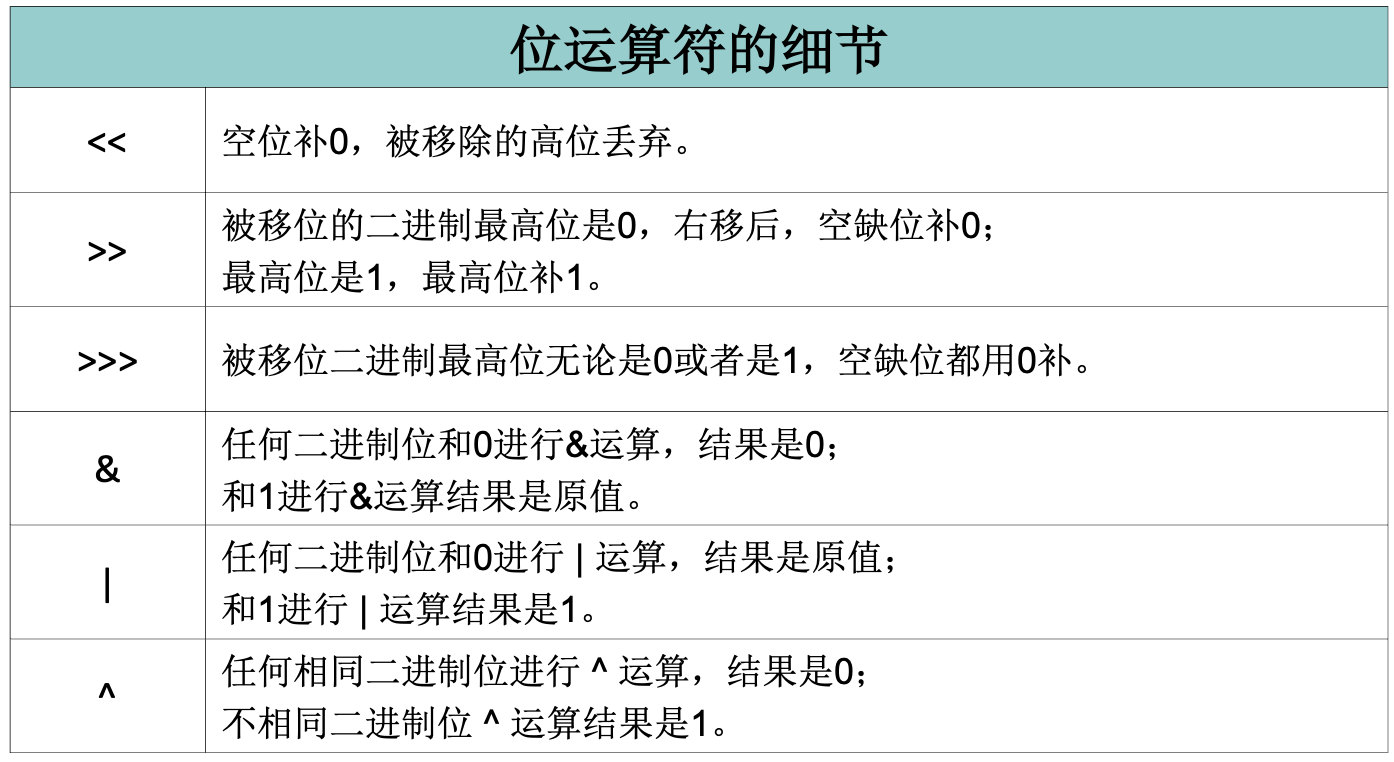 位运算符的细节
<<
空位补0，被移除的高位丢弃。
>>
被移位的二进制最高位是0，右移后，空缺位补0；
最高位是1，最高位补1。
>>>
被移位二进制最高位无论是0或者是1，空缺位都用0补。
&
任何二进制位和0进行&运算，结果是0；
和1进行&运算结果是原值。
|
任何二进制位和0进行 | 运算，结果是原值；
和1进行 | 运算结果是1。
^
任何相同二进制位进行 ^ 运算，结果是0；
不相同二进制位 ^ 运算结果是1。